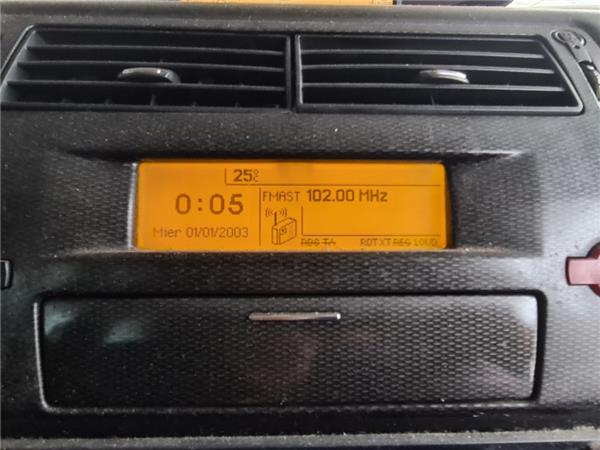 25°C
0:05
FMAST 102.00 MHz
Mier 01/01/2003
RDS TA RDTXT REG LOUD